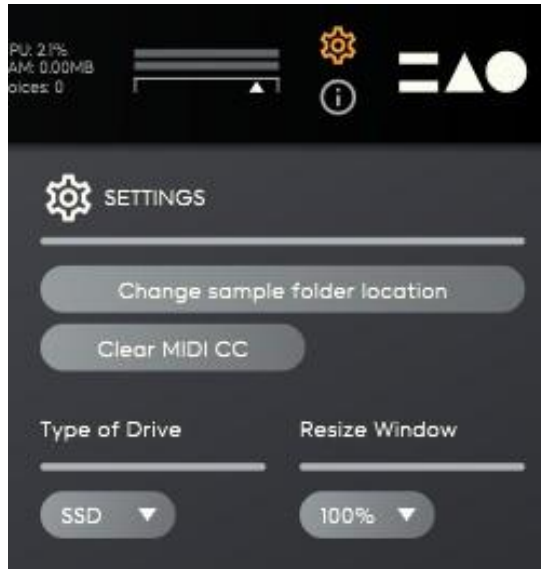 PU: 2.1%
AM: 0.00MB
oices: 0
SETTINGS
Change sample folder location
Clear MIDI CC
Type of Drive
Resize Window
SSD
100%